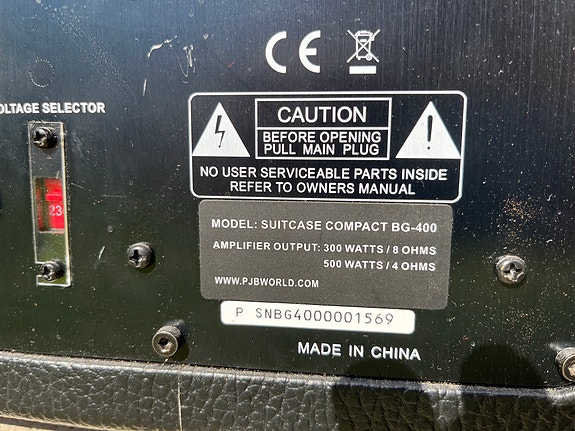 CE
VOLTAGE SELECTOR
23
CAUTION
BEFORE OPENING
PULL MAIN PLUG
NO USER SERVICEABLE PARTS INSIDE
REFER TO OWNERS MANUAL
MODEL: SUITCASE COMPACT BG-400
AMPLIFIER OUTPUT: 300 WATTS / 8 OHMS
500 WATTS / 4 OHMS
WWW.PJBWORLD.COM
P SNBG4000001569
MADE IN CHINA